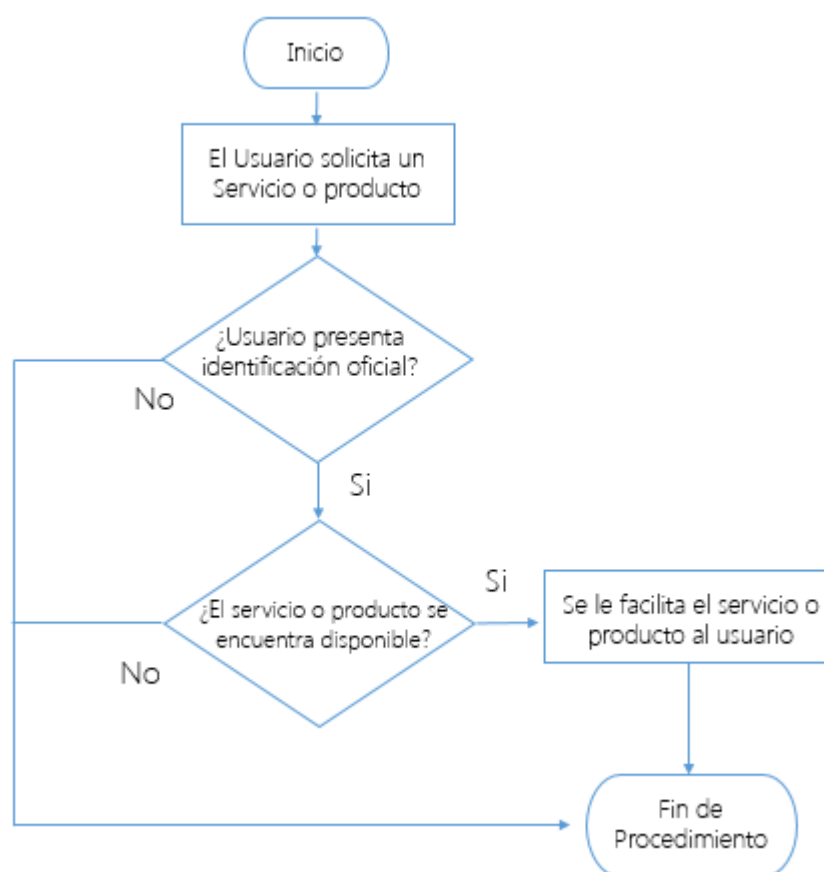 Inicio
El Usuario solicita un
Servicio o producto
¿Usuario presenta
identificación oficial?
No
Si
¿El servicio o producto se
encuentra disponible?
No
Si
Se le facilita el servicio o
producto al usuario
Fin de
Procedimiento